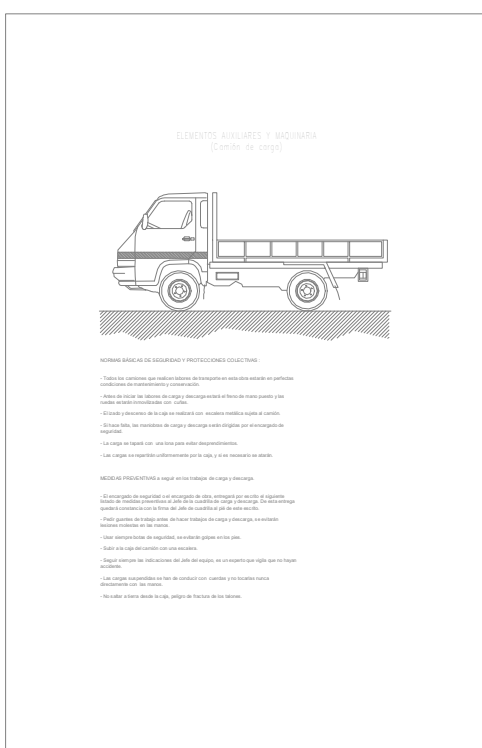 ELEMENTOS AUXILIARES Y MAQUINARIA
(Camión de cargo)
NORMAS BÁSICAS DE SEGURIDAD Y PROTECCIONES COLECTIVAS :
- Todos los camiones que realicen labores de transporte en esta obra estarán en perfectas
condiciones de mantenimiento y conservación.
- Antes de iniciar las labores de carga y descarga estará el freno de mano puesto y las
ruedas estarán inmovilizadas con cuñas.
- El izado y descenso de la caja se realizará con escalera metálica sujeta al camión
- Si hace falta, las maniobras de carga y descarga serán dirigidas por el encargado de
seguridad.
- La carga se tapará con una lona para evitar desprendimientos.
- Las cargas se repartirán uniformemente por la caja, y si es necesario se atarán.
MEDIDAS PREVENTIVAS a seguir en los trabajos de carga y descarga.
- El encargado de seguridad o el encargado de obra, entregará por escrito el siguiente
listado de medidas preventivas al Jefe de la cuadrilla de carga y descarga. De esta entrega
quedará constancia con la firma del Jefe de cuadrilla al pié de este escrito.
- Pedir guantes de trabajo antes de hacer trabajos de carga y descarga, se evitarán
lesiones molestas en las manos.
- Usar siempre botas de seguridad, se evitarán golpes en los pies.
- Subir a la caja del camión con una escalera.
- Seguir siempre las indicaciones del Jefe del equipo, es un experto que vigila que no hayan
accidente.
- Las cargas suspendidas se han de conducir con cuerdas y no tocarlas nunca
directamente con las manos.
- No saltar a tierra desde la caja, peligro de fractura de los talones.